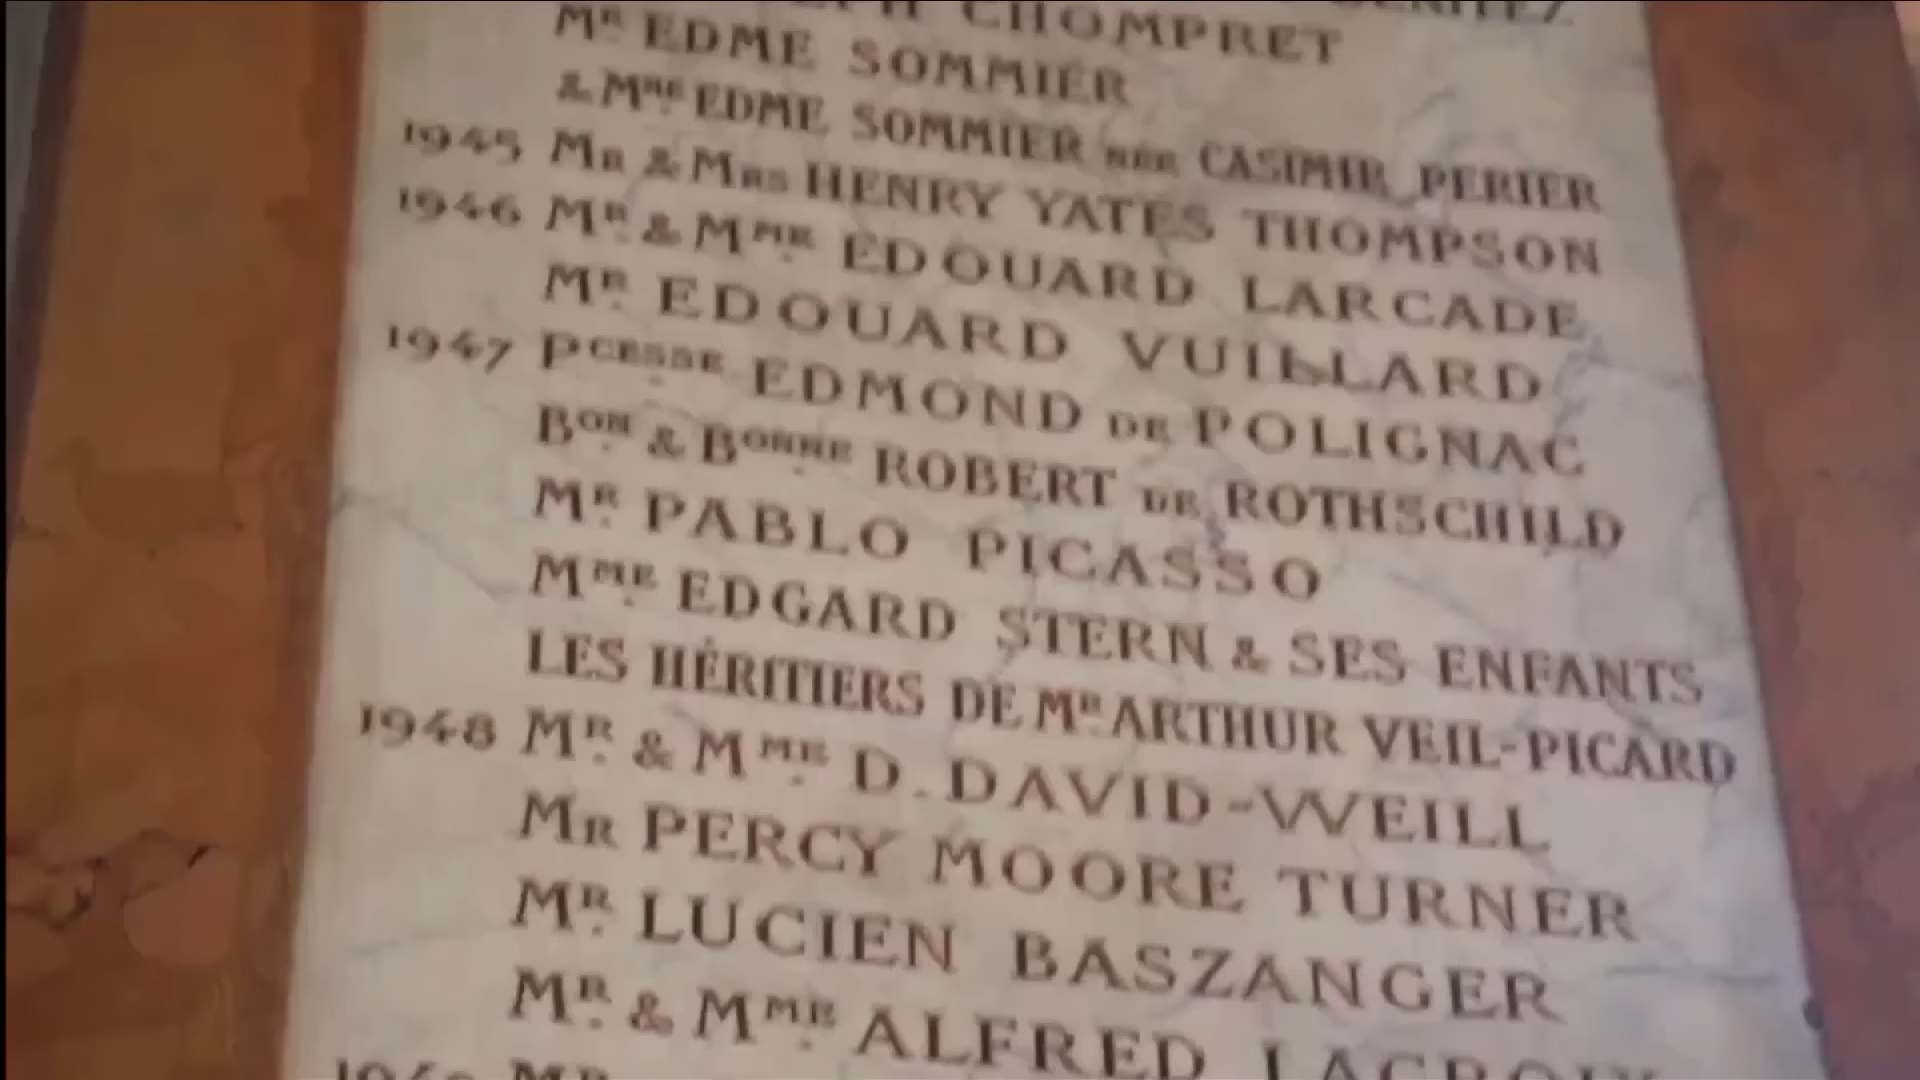 CHOMPRET
MR EDME SOMMIER
& MME EDME SOMMIER NÉE CASIMIR PERIER
1945 MR & MRS HENRY YATES THOMPSON
1946 MR & MME EDOUARD LARCADE
MR EDOUARD VUILLARD
1947 PCESSE EDMOND DE POLIGNAC
BON & BONNE ROBERT DE ROTHSCHILD
MR PABLO PICASSO
MME EDGARD STERN & SES ENFANTS
LES HÉRITIERS DE MR ARTHUR VEIL-PICARD
1948 MR & MME D. DAVID-WEILL
MR PERCY MOORE TURNER
MR LUCIEN BASZANGER
MR & MME ALFRED
MR